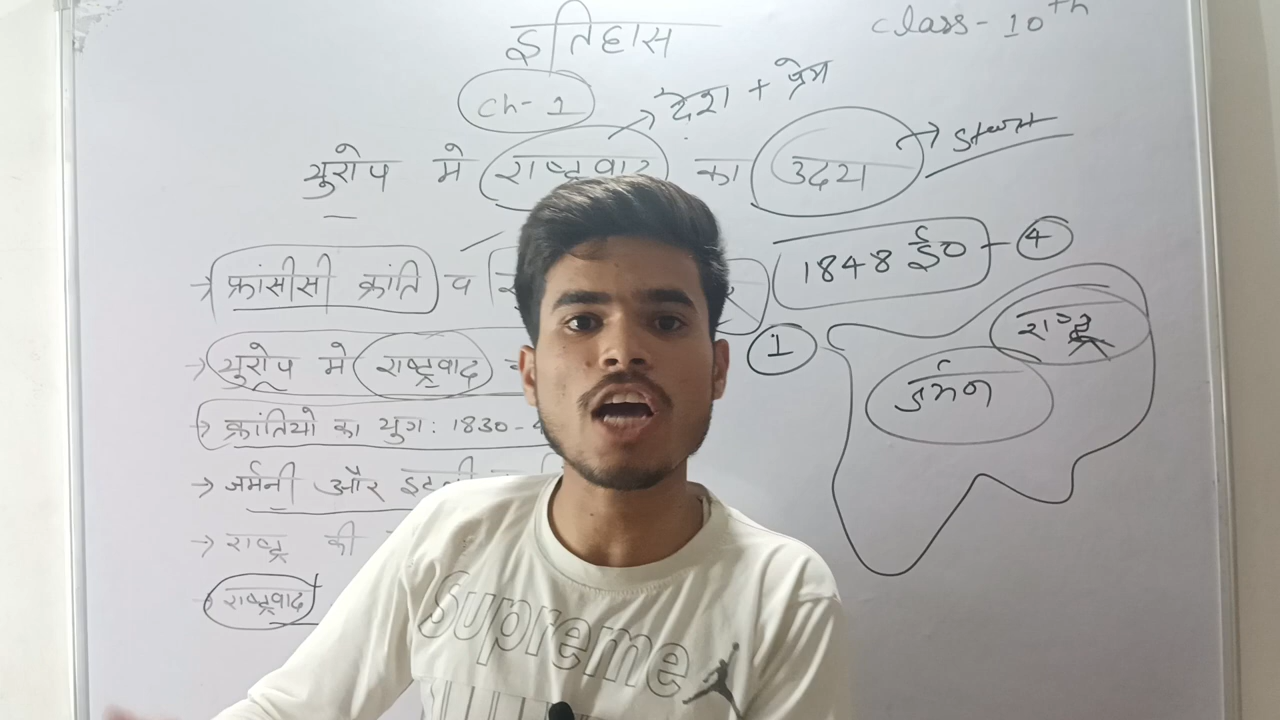 इतिहास
Class - 10th
Ch- 1
देश + प्रेम
यूरोप मे राष्ट्रवाद का उदय
Start
→ फ्रांसीसी क्रांति व
1848 ई० - 4
→ यूरोप मे राष्ट्रवाद
1
राष्ट्र
जर्मन
→ क्रांतियो का युग: 1830-
→ जर्मनी और इटली
→ राष्ट्र की
→ राष्ट्रवाद
Supreme